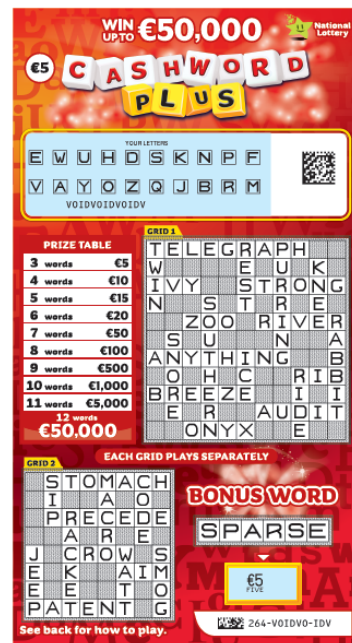 WIN UP TO €50,000
National Lottery
€5
CASHWORD
PLUS
YOUR LETTERS
E W U H D S K N P F
V A Y O Z Q J B R M
VOIDVOIDVOIDV
PRIZE TABLE
3 words €5
4 words €10
5 words €15
6 words €20
7 words €50
8 words €100
9 words €500
10 words €1,000
11 words €5,000
12 words
€50,000
GRID 1
TELEGRAPH
W E U K
IVY STRONG
N S T R E
ZOO RIVER
S U N A
ANYTHING B
O H C RIB
BREEZE I I
E R AUDIT
ONYX E
EACH GRID PLAYS SEPARATELY
GRID 2
STOMACH
I A O
PRECEDE
A R E
J CROWS
E K AIM
E E T O
PATENT G
BONUS WORD
SPARSE
€5
FIVE
See back for how to play.
264-VOIDVO-IDV